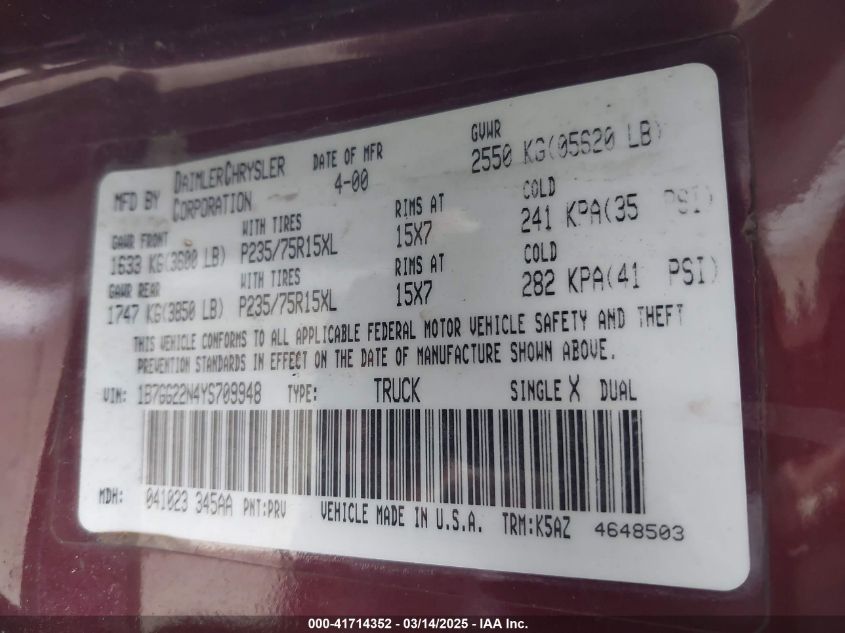 MFD BY DAIMLERCHRYSLER CORPORATION DATE OF MFR 4-00 GVWR 2550 KG(05620 LB)
GAWR FRONT WITH TIRES RIMS AT COLD
1633 KG(3600 LB) P235/75R15XL 15X7 241 KPA(35 PSI)
GAWR REAR WITH TIRES RIMS AT COLD
1747 KG(3850 LB) P235/75R15XL 15X7 282 KPA(41 PSI)
THIS VEHICLE CONFORMS TO ALL APPLICABLE FEDERAL MOTOR VEHICLE SAFETY AND THEFT
PREVENTION STANDARDS IN EFFECT ON THE DATE OF MANUFACTURE SHOWN ABOVE.
VIN: 1B7GG22N4YS709948 TYPE: TRUCK SINGLE X DUAL
MDH: 041023 345AA PNT:PRV VEHICLE MADE IN U.S.A. TRM:K5AZ 4648503
000-41714352 - 03/14/2025 - IAA Inc.